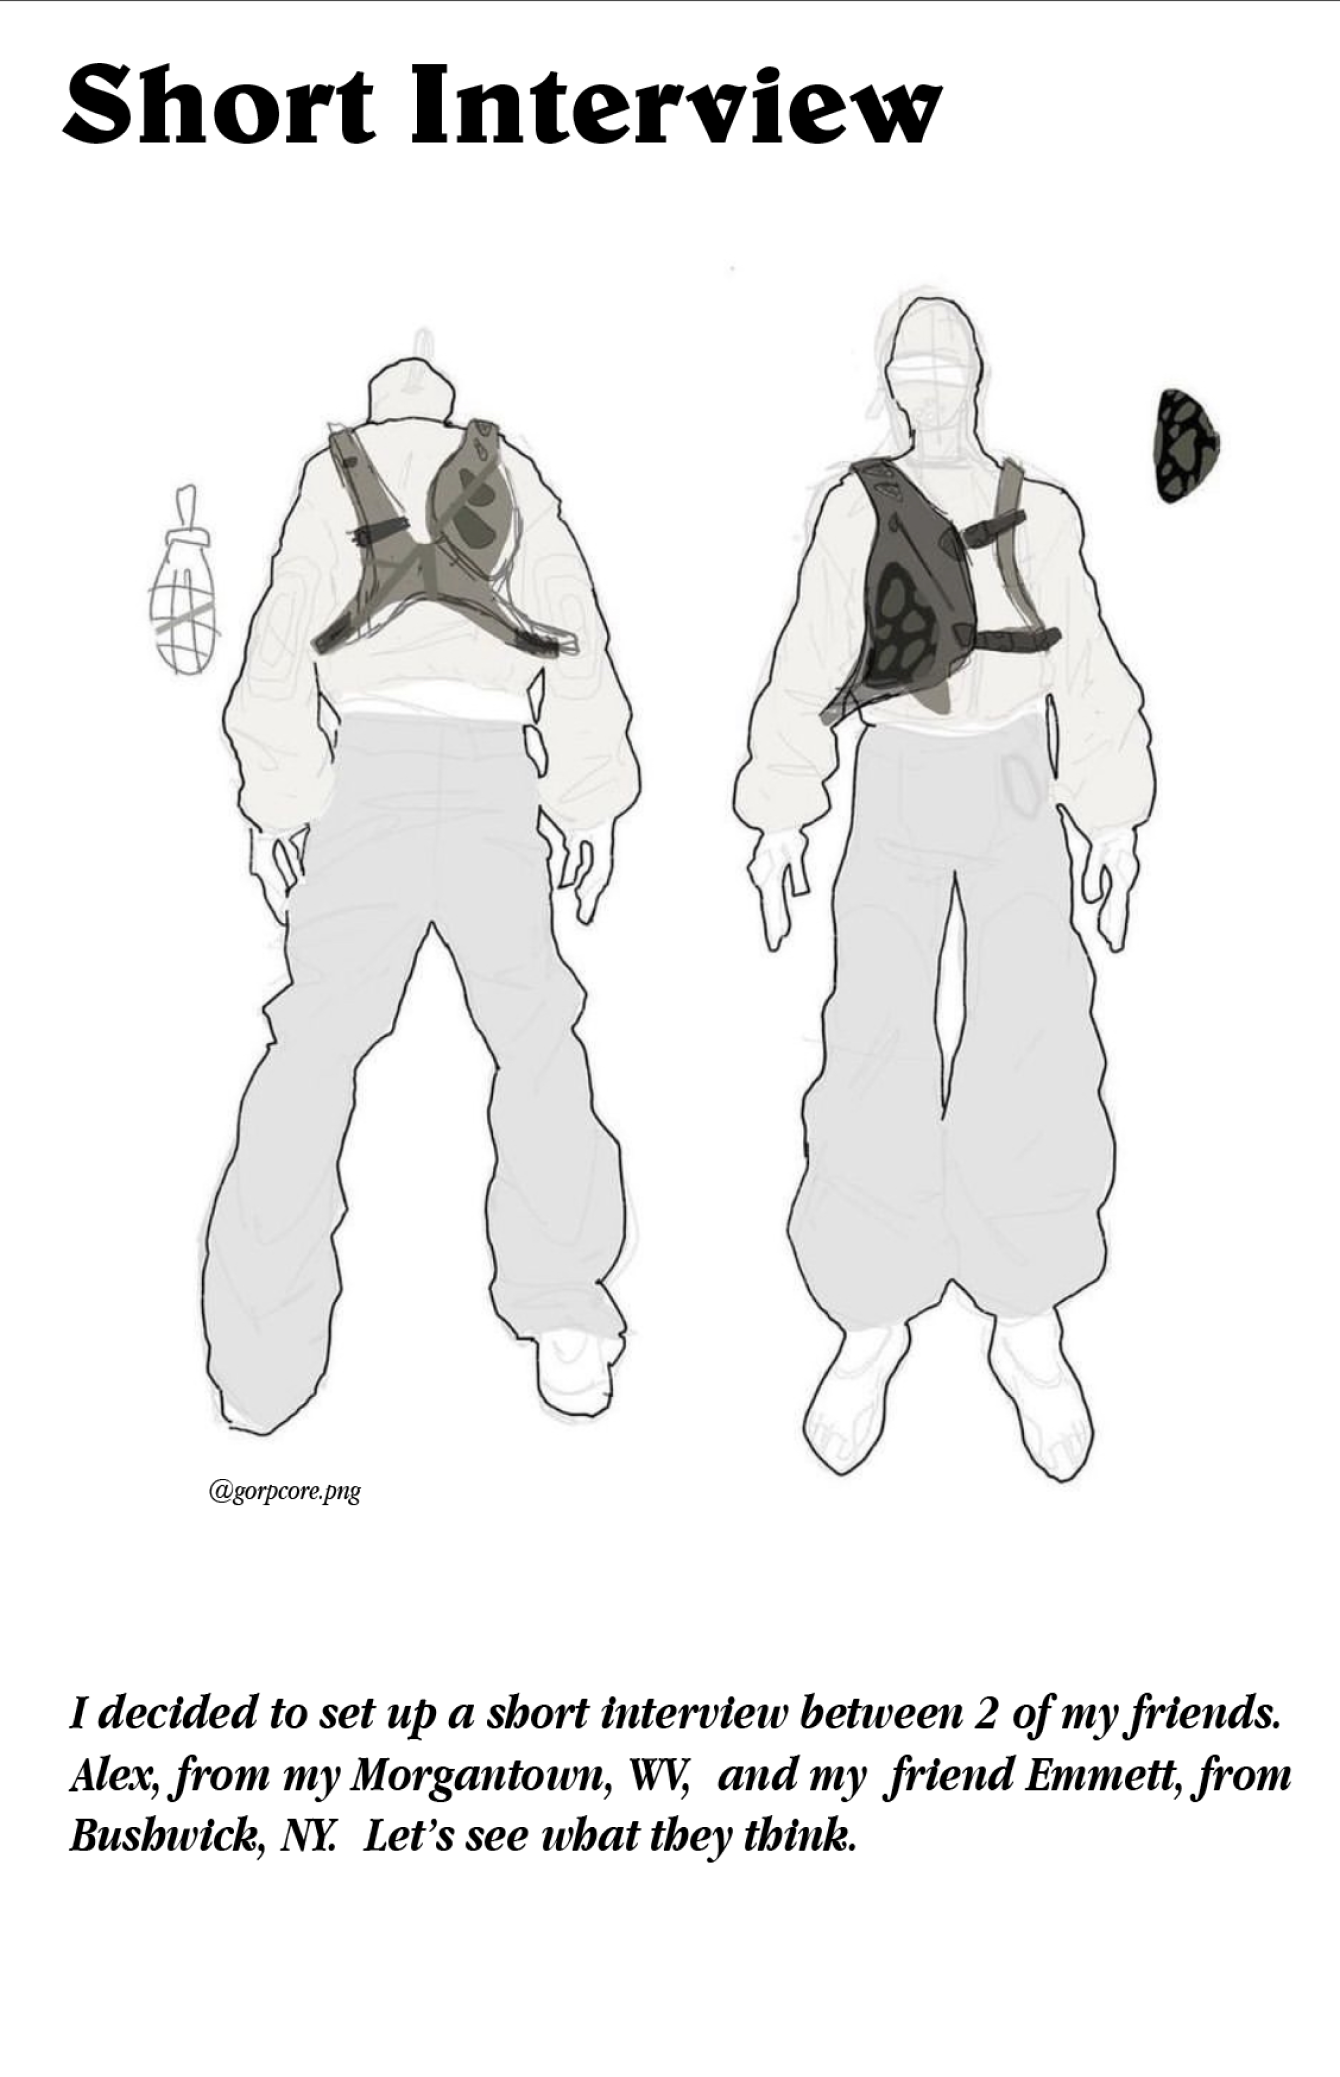 Short Interview
@gorpcore.png
I decided to set up a short interview between 2 of my friends.
Alex, from my Morgantown, WV,  and my  friend Emmett, from
Bushwick, NY.  Let's see what they think.